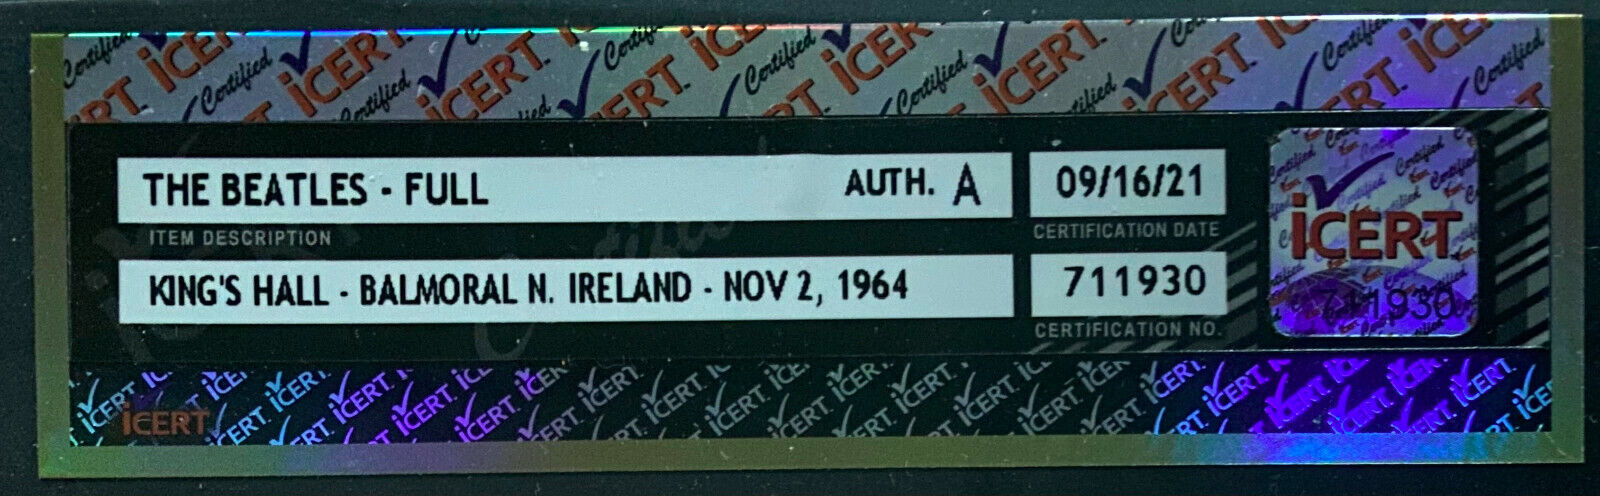 THE BEATLES - FULL AUTH. A
ITEM DESCRIPTION
09/16/21
CERTIFICATION DATE
KING'S HALL - BALMORAL N. IRELAND - NOV 2, 1964
711930
CERTIFICATION NO.
iCERT
711930
iCERT